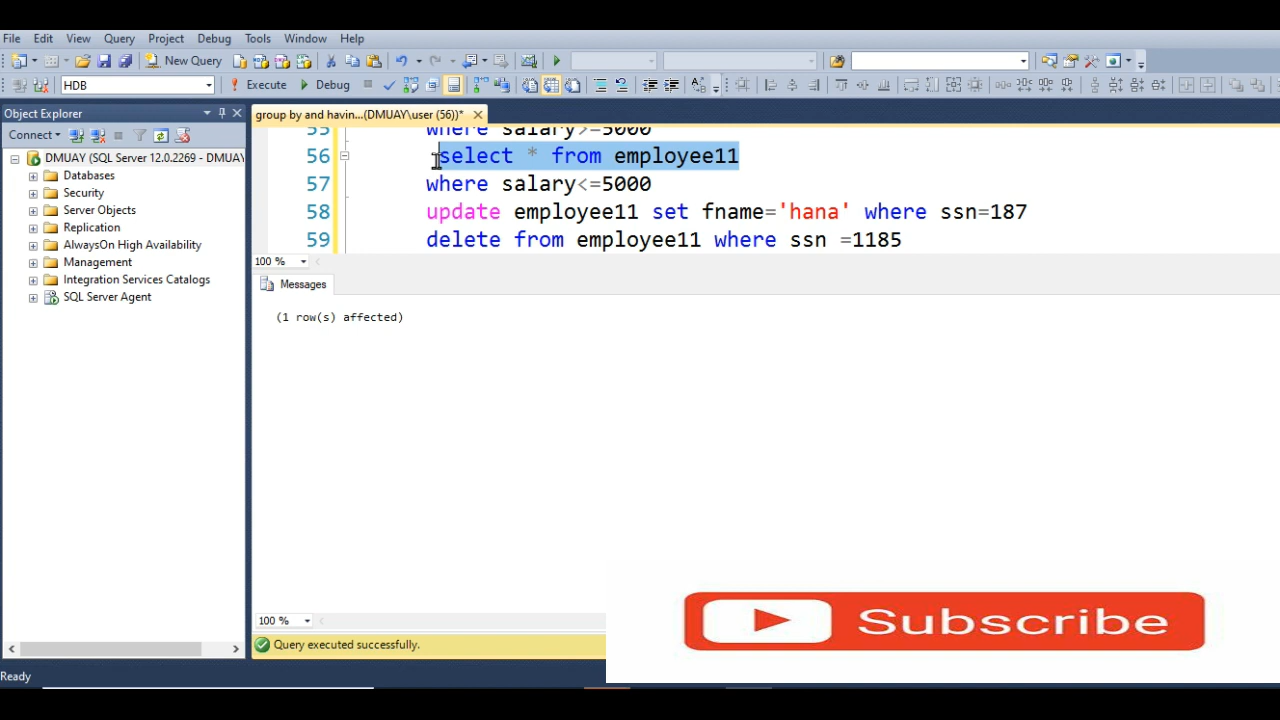 File Edit View Query Project Debug Tools Window Help
New Query
HDB Execute Debug
Object Explorer
group by and havin...(DMUAY\user (56))*
Connect
DMUAY (SQL Server 12.0.2269 - DMUAY
Databases
Security
Server Objects
Replication
AlwaysOn High Availability
Management
Integration Services Catalogs
SQL Server Agent
55 where salary>=5000
56 select * from employee11
57 where salary<=5000
58 update employee11 set fname='hana' where ssn=187
59 delete from employee11 where ssn =1185
100 %
Messages
(1 row(s) affected)
100 %
Query executed successfully.
Subscribe
Ready